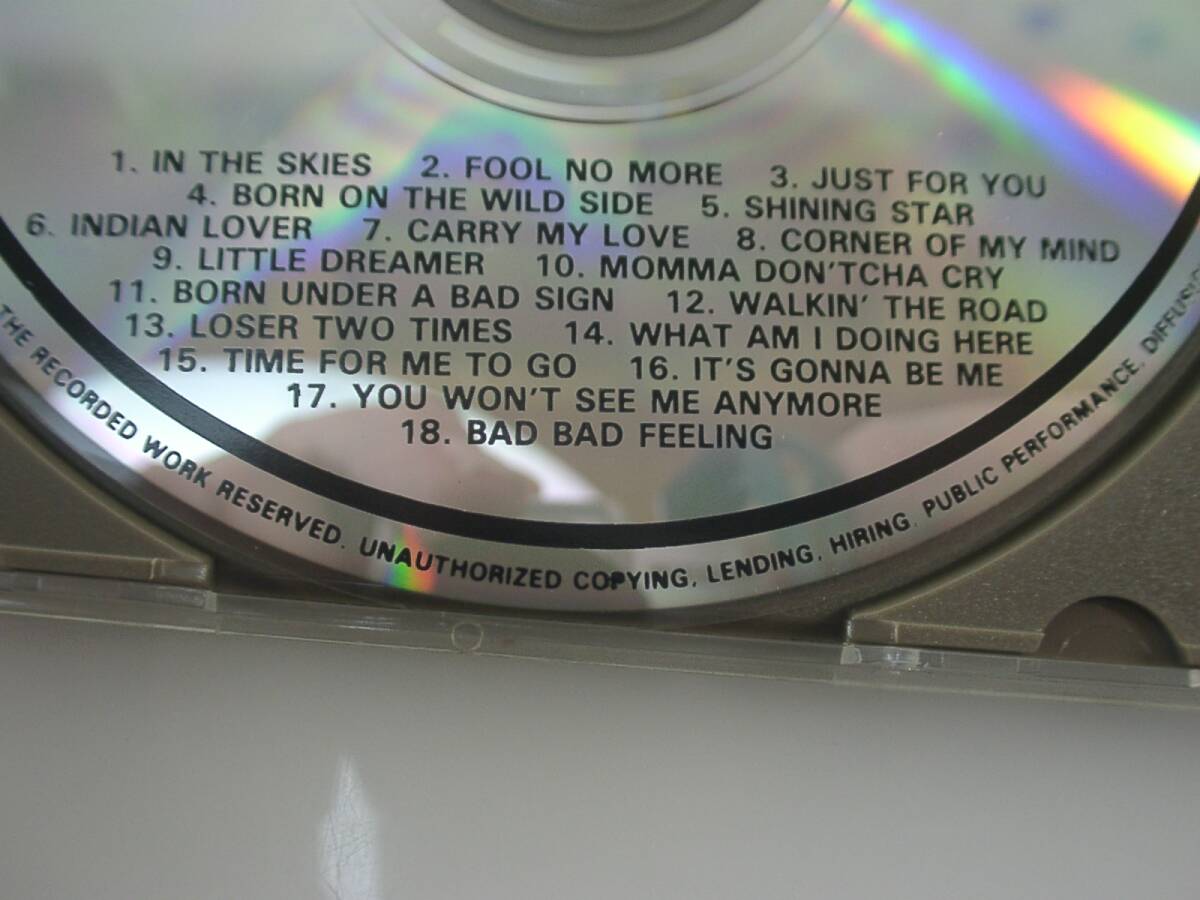 1. IN THE SKIES 2. FOOL NO MORE 3. JUST FOR YOU
4. BORN ON THE WILD SIDE 5. SHINING STAR
6. INDIAN LOVER 7. CARRY MY LOVE 8. CORNER OF MY MIND
9. LITTLE DREAMER 10. MOMMA DON'TCHA CRY
11. BORN UNDER A BAD SIGN 12. WALKIN' THE ROAD
13. LOSER TWO TIMES 14. WHAT AM I DOING HERE
15. TIME FOR ME TO GO 16. IT'S GONNA BE ME
17. YOU WON'T SEE ME ANYMORE
18. BAD BAD FEELING
THE RECORDED WORK RESERVED. UNAUTHORIZED COPYING, LENDING, HIRING, PUBLIC PERFORMANCE,